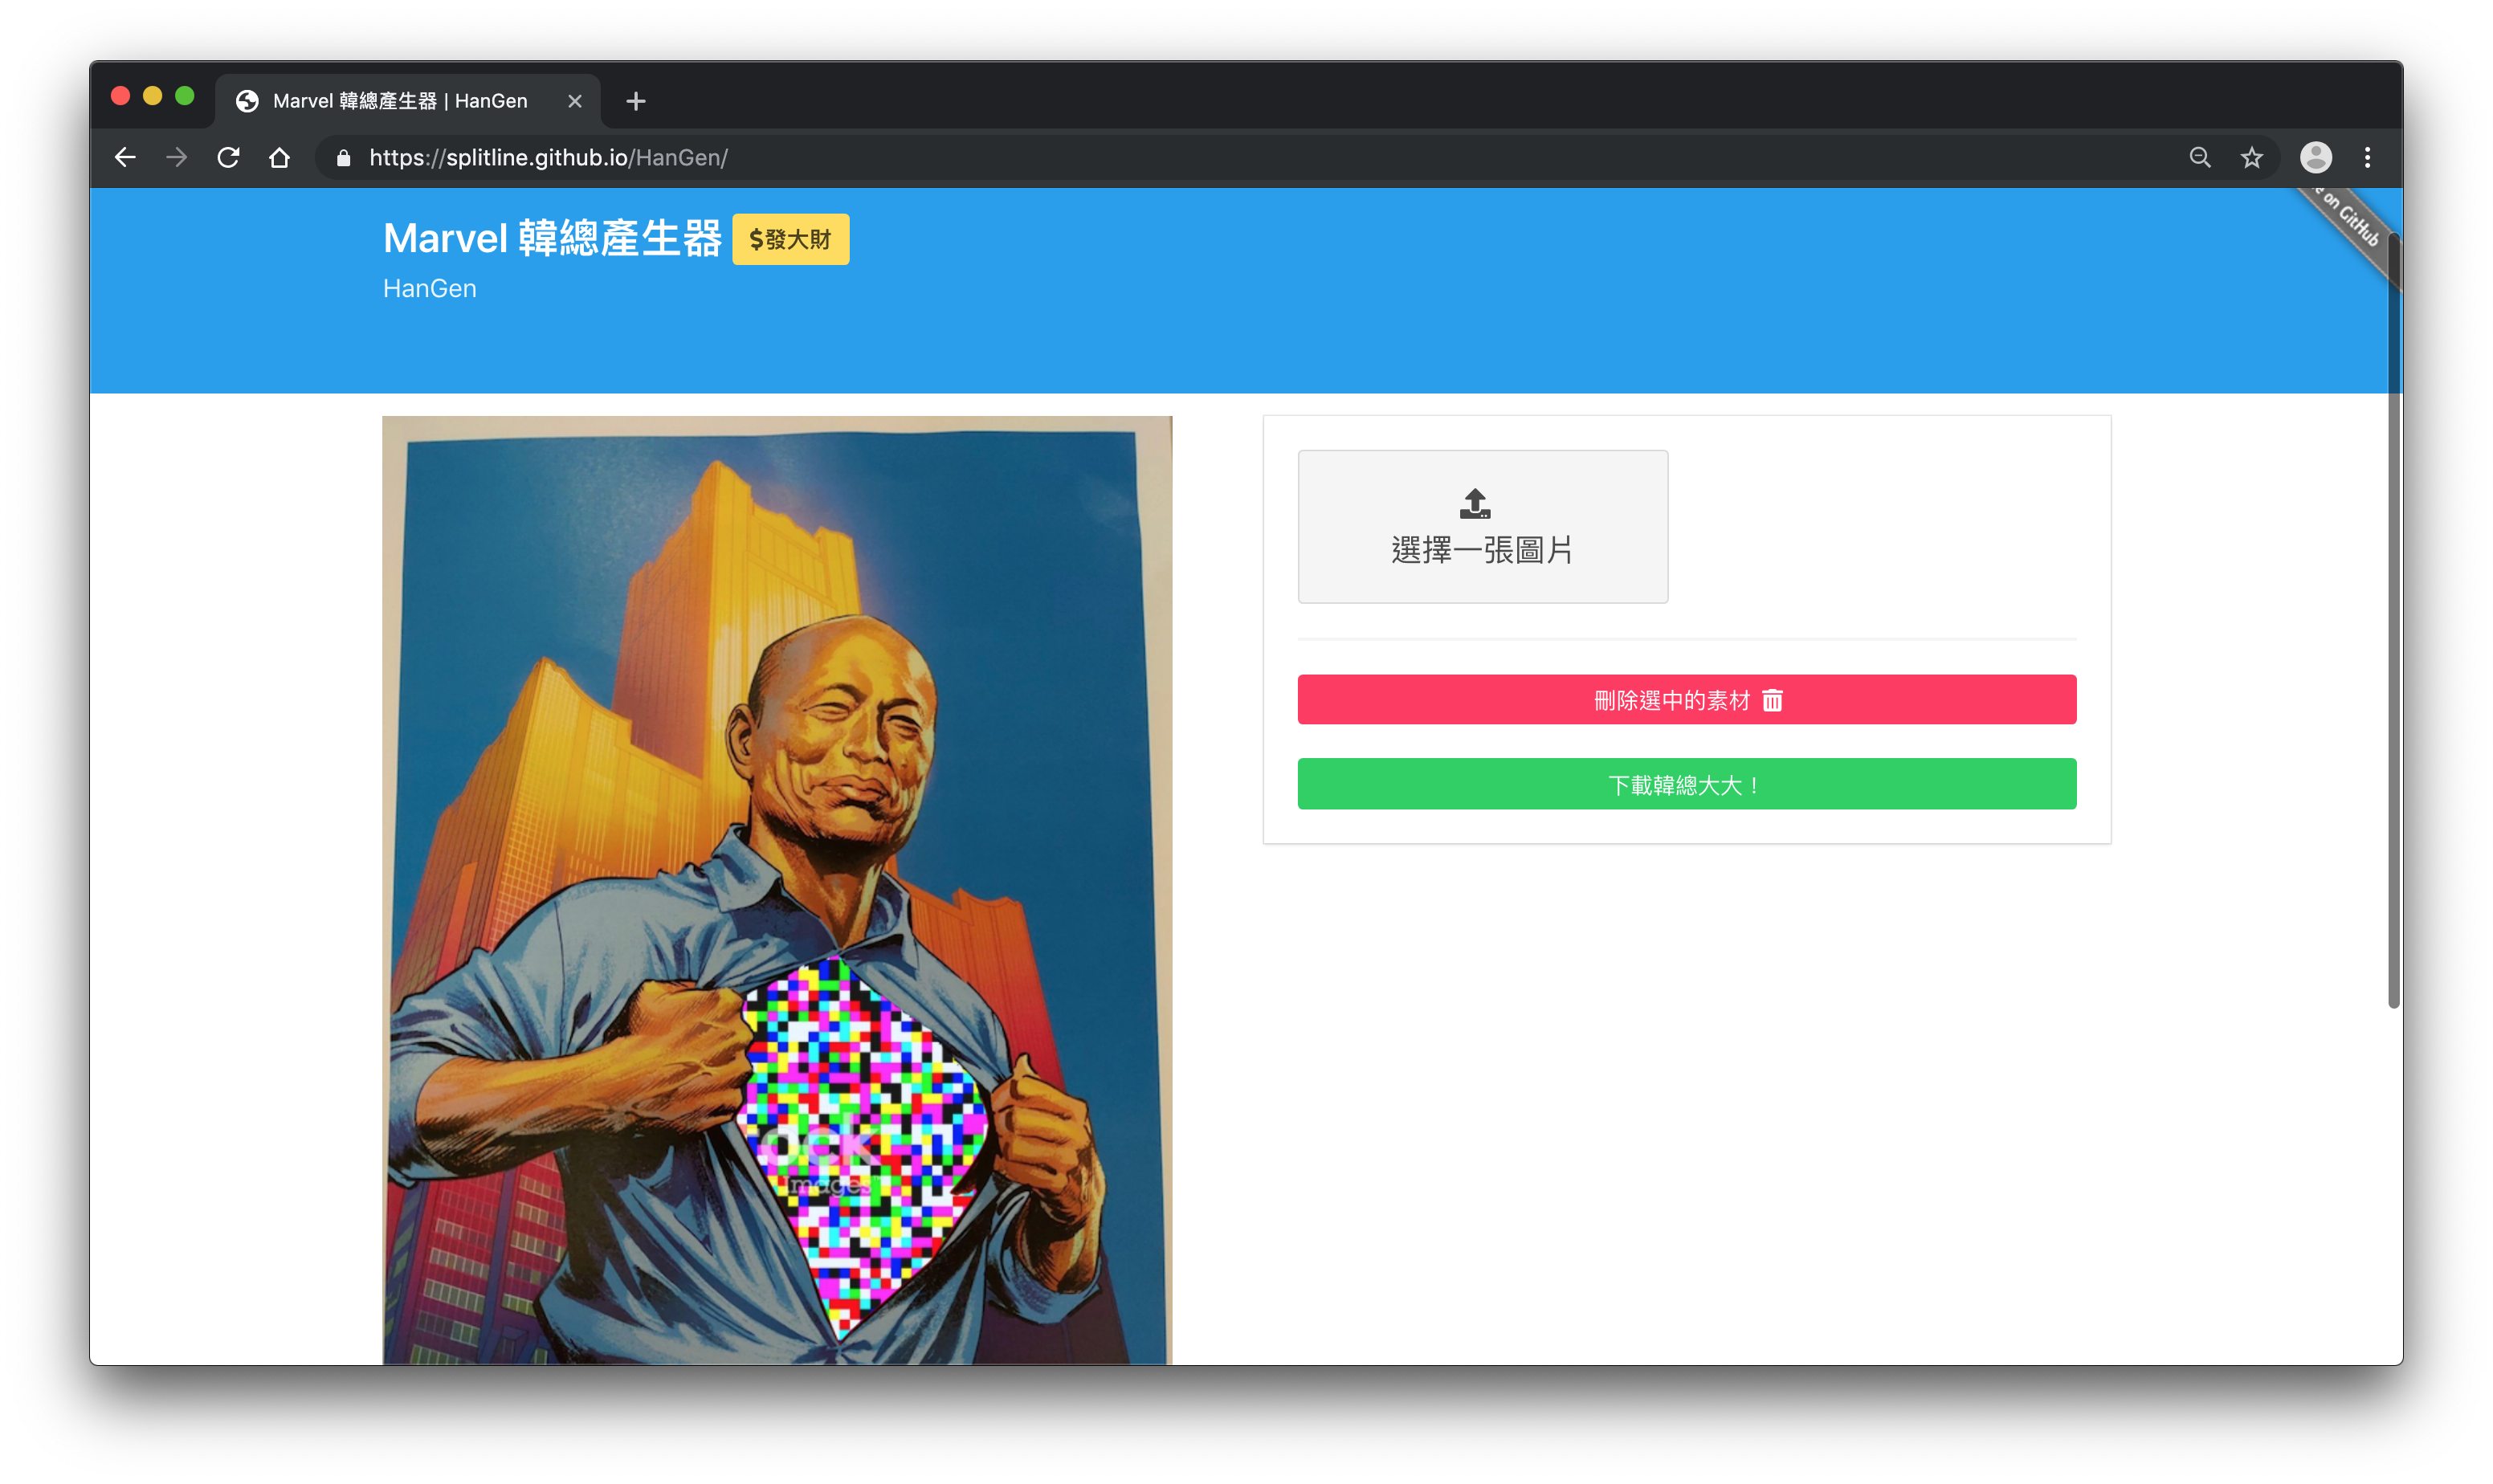 Marvel 韓總產生器 | HanGen
https://splitline.github.io/HanGen/
Marvel 韓總產生器 $發大財
HanGen
on GitHub
選擇一張圖片
刪除選中的素材
下載韓總大大！
ock
Images